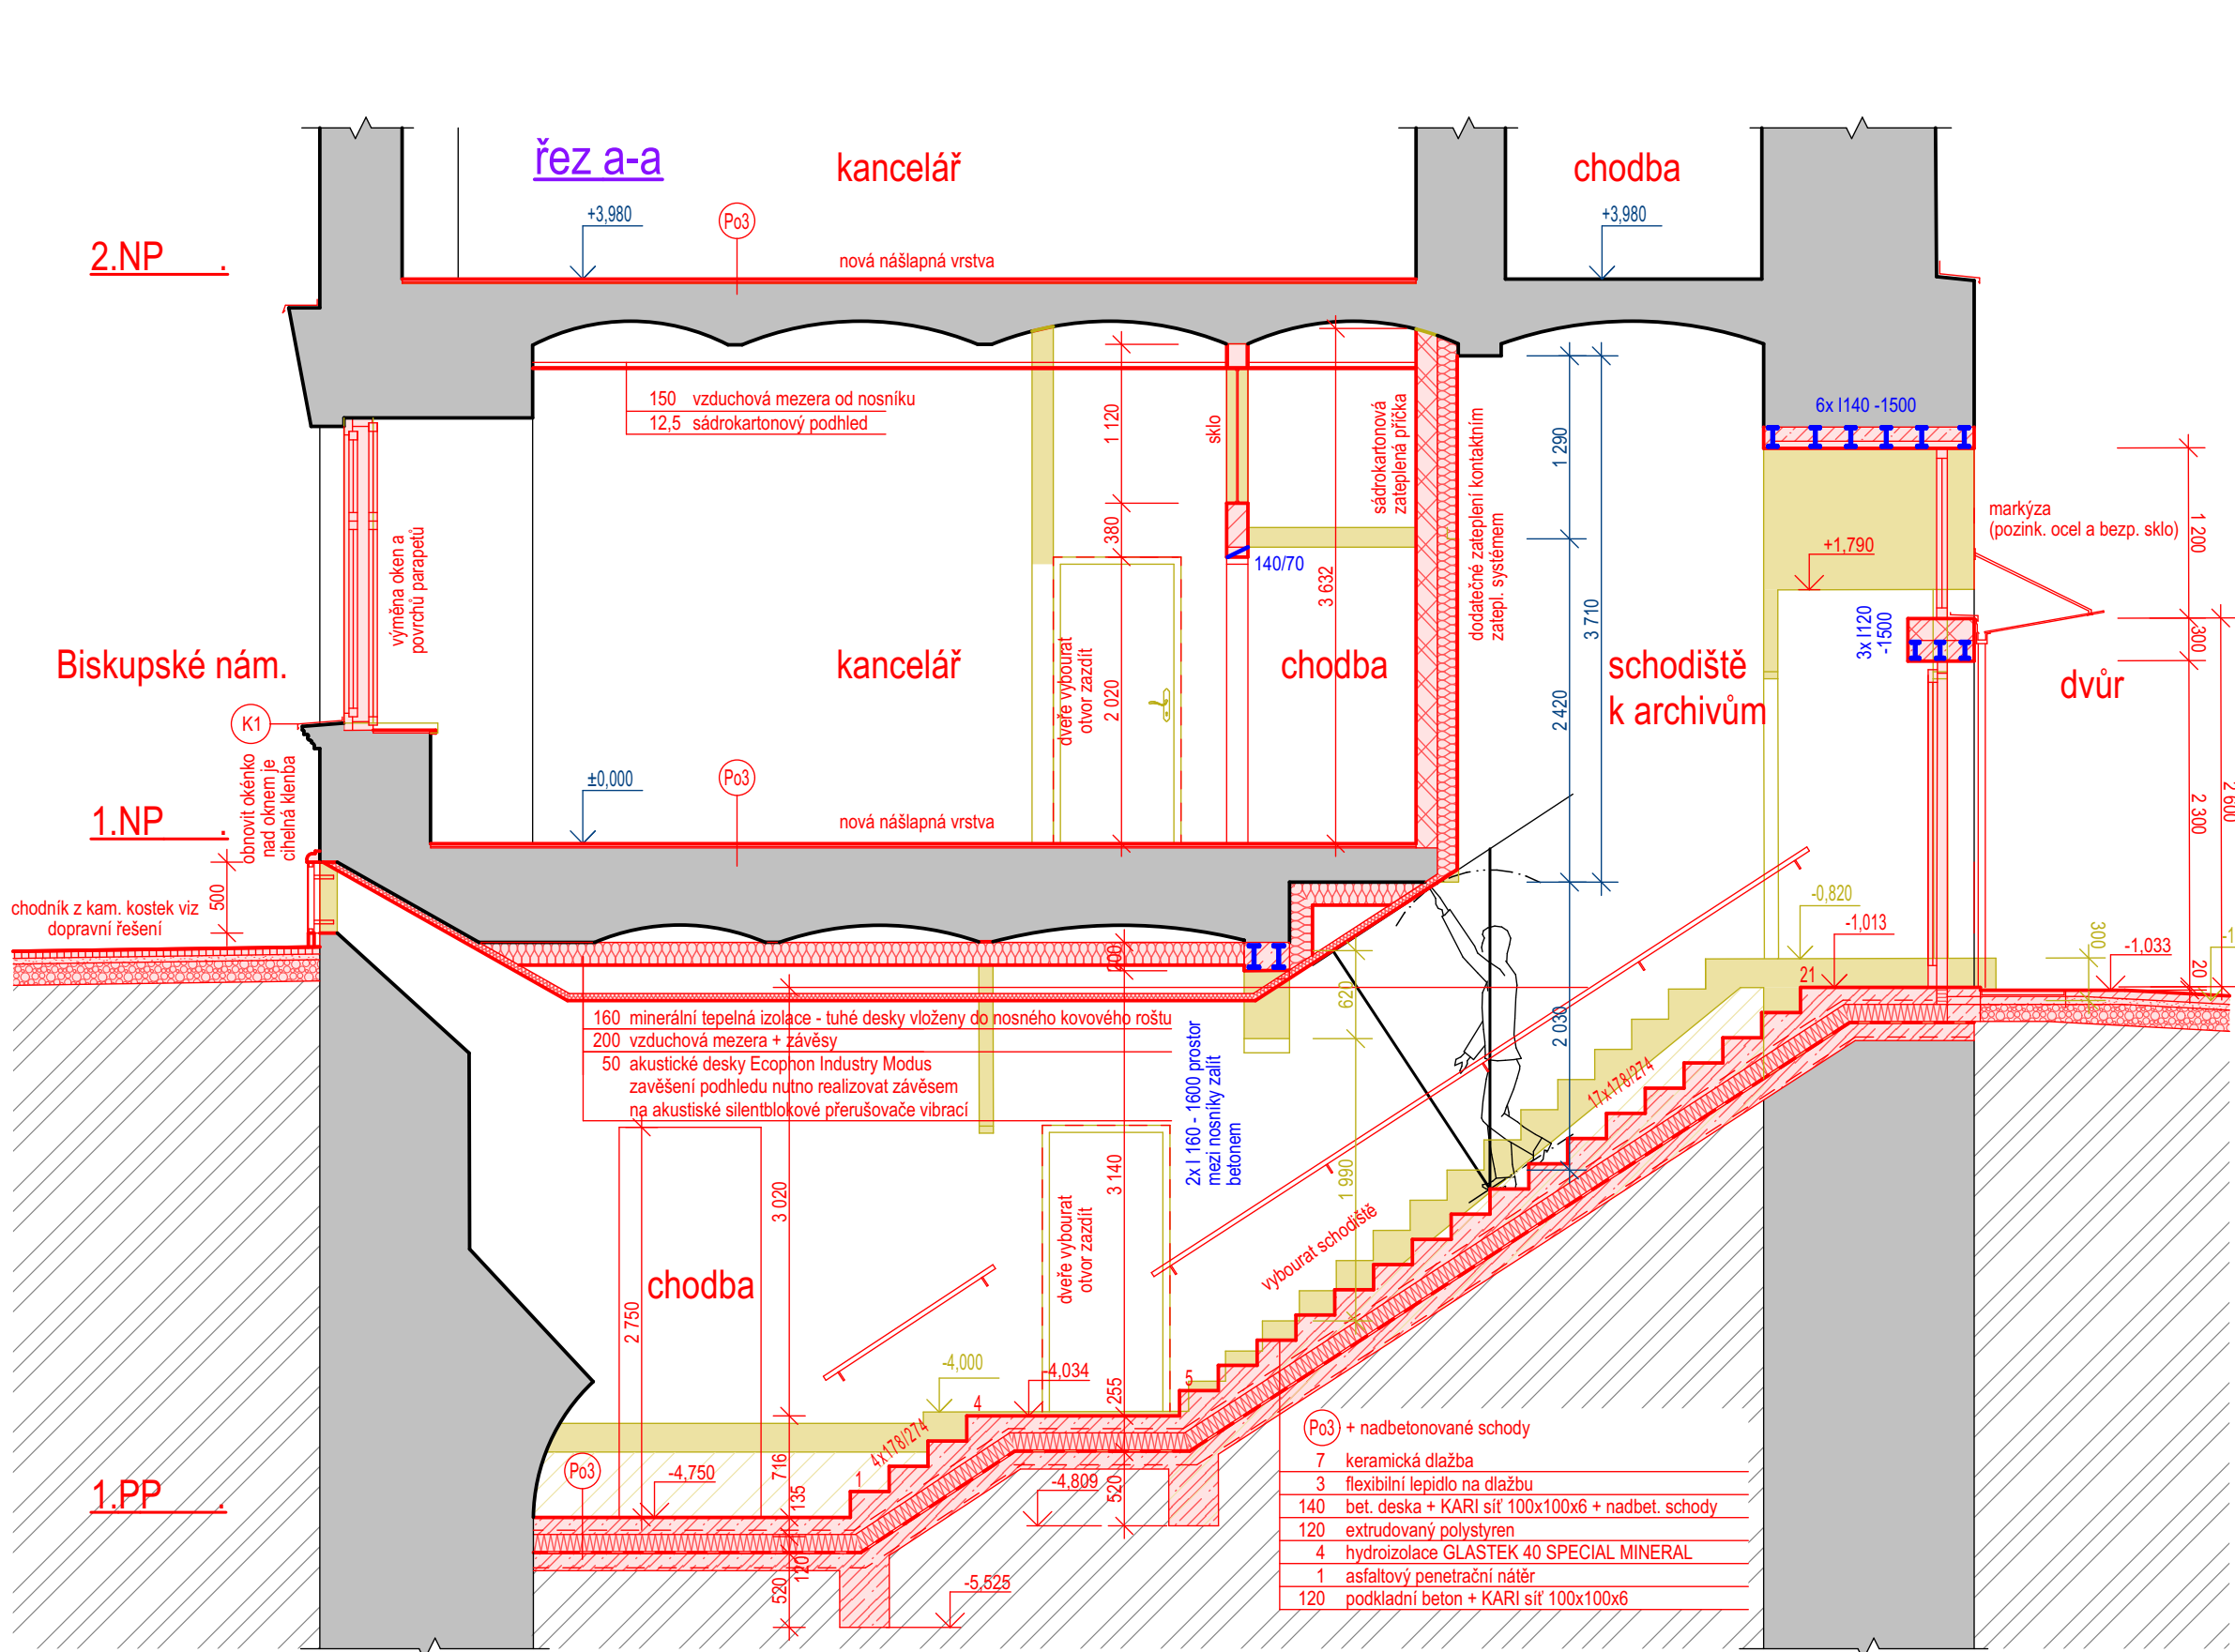 řez a-a
kancelář
chodba
+3,980
+3,980
Po3
2.NP .
nová nášlapná vrstva
150 vzduchová mezera od nosníku
12,5 sádrokartonový podhled
1 120
380
sklo
140/70
3 632
sádrokartonová
zateplená příčka
dodatečné zateplení kontaktním
zatepl. systémem
1 290
3 710
2 420
2 030
6x I140 -1500
markýza
(pozink. ocel a bezp. sklo)
1 200
+1,790
3x I120
-1500
300
2 300
2 600
výměna oken a
povrchů parapetů
Biskupské nám.
kancelář
dveře vybourat
otvor zazdít
2 020
chodba
schodiště
k archivům
dvůr
K1
obnovit okénko
nad oknem je
cihelná klenba
±0,000
Po3
1.NP .
nová nášlapná vrstva
500
chodník z kam. kostek viz
dopravní řešení
-0,820
-1,013
300
-1,033
-1
20
21
200
620
1 990
160 minerální tepelná izolace - tuhé desky vloženy do nosného kovového roštu
200 vzduchová mezera + závěsy
50 akustické desky Ecophon Industry Modus
zavěšení podhledu nutno realizovat závěsem
na akustiské silentblokové přerušovače vibrací
2x I 160 - 1600 prostor
mezi nosníky zalít
betonem
17x178/274
vybourat schodiště
3 020
3 140
dveře vybourat
otvor zazdít
chodba
2 750
-4,000
-4,034
255
5
4
4x178/274
1
716
135
Po3
-4,750
-4,809
520
1.PP .
120
520
-5,525
Po3 + nadbetonované schody
7 keramická dlažba
3 flexibilní lepidlo na dlažbu
140 bet. deska + KARI síť 100x100x6 + nadbet. schody
120 extrudovaný polystyren
4 hydroizolace GLASTEK 40 SPECIAL MINERAL
1 asfaltový penetrační nátěr
120 podkladní beton + KARI síť 100x100x6